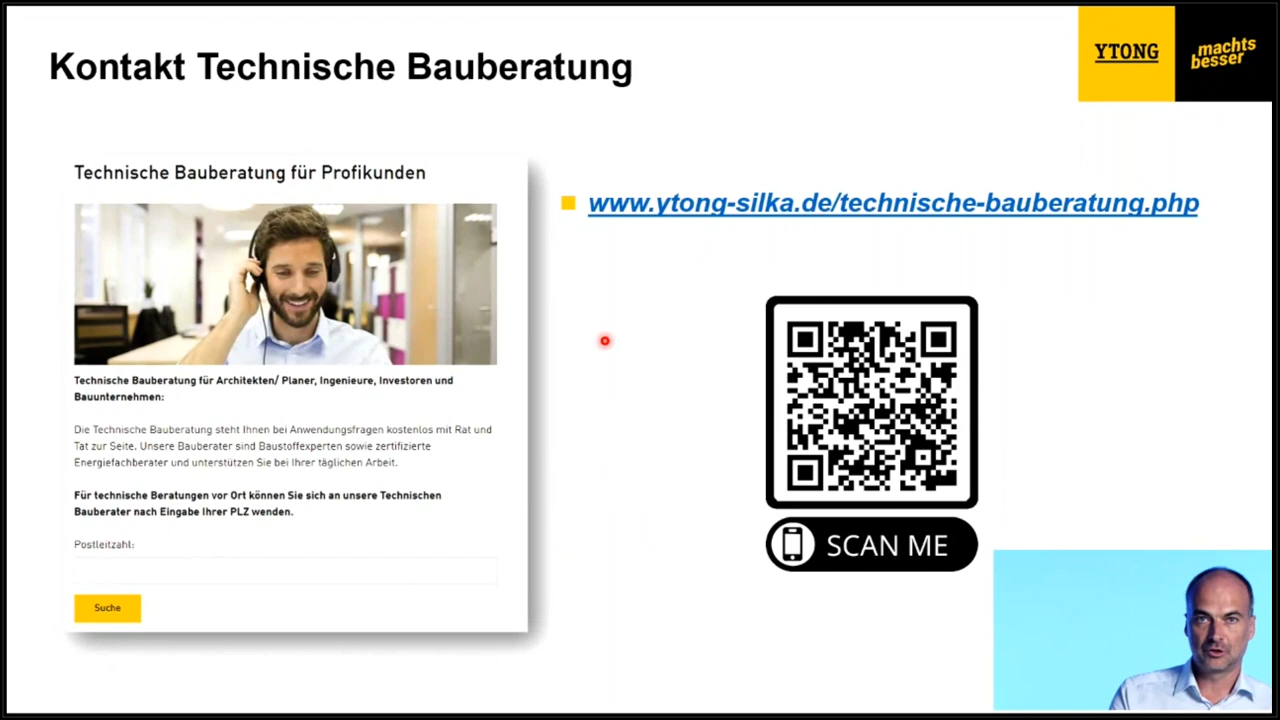 Kontakt Technische Bauberatung
YTONG
machts
besser
Technische Bauberatung für Profikunden
Technische Bauberatung für Architekten/ Planer, Ingenieure, Investoren und
Bauunternehmen:
Die Technische Bauberatung steht Ihnen bei Anwendungsfragen kostenlos mit Rat und
Tat zur Seite. Unsere Bauberater sind Baustoffexperten sowie zertifizierte
Energiefachberater und unterstützen Sie bei Ihrer täglichen Arbeit.
Für technische Beratungen vor Ort können Sie sich an unsere Technischen
Bauberater nach Eingabe Ihrer PLZ wenden.
Postleitzahl:
Suche
www.ytong-silka.de/technische-bauberatung.php
SCAN ME